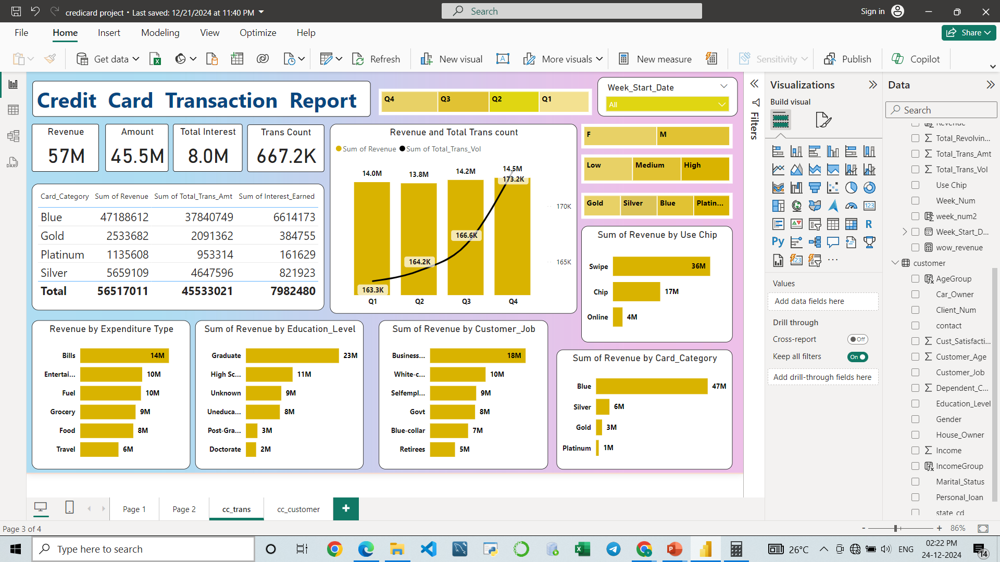 credicard project • Last saved: 12/21/2024 at 11:40 PM
Search
Sign in
File Home Insert Modeling View Optimize Help
Share
Get data
Refresh
New visual
More visuals
New measure
Sensitivity
Publish
Copilot
Credit Card Transaction Report
Q4 Q3 Q2 Q1
Week_Start_Date
All
Revenue
57M
Amount
45.5M
Total Interest
8.0M
Trans Count
667.2K
Card_Category Sum of Revenue Sum of Total_Trans_Amt Sum of Interest_Earned
Blue 47188612 37840749 6614173
Gold 2533682 2091362 384755
Platinum 1135608 953314 161629
Silver 5659109 4647596 821923
Total 56517011 45533021 7982480
Revenue and Total Trans count
Sum of Revenue Sum of Total_Trans_Vol
14.0M 13.8M 14.2M 14.5M
173.2K
170K
166.6K
164.2K
165K
163.3K
Q1 Q2 Q3 Q4
F M
Low Medium High
Gold Silver Blue Platin...
Sum of Revenue by Use Chip
Swipe 36M
Chip 17M
Online 4M
Revenue by Expenditure Type
Bills 14M
Entertai... 10M
Fuel 10M
Grocery 9M
Food 8M
Travel 6M
Sum of Revenue by Education_Level
Graduate 23M
High Sc... 11M
Unknown 9M
Uneduca... 8M
Post-Gra... 3M
Doctorate 2M
Sum of Revenue by Customer_Job
Business... 18M
White-c... 10M
Selfempl... 9M
Govt 8M
Blue-collar 7M
Retirees 5M
Sum of Revenue by Card_Category
Blue 47M
Silver 6M
Gold 3M
Platinum 1M
Filters
Visualizations
Build visual
123
R
Py
123
Values
Add data fields here
Drill through
Cross-report Off
Keep all filters On
Add drill-through fields here
Data
Search
Revenue
Total_Revolvin...
Total_Trans_Amt
Total_Trans_Vol
Use Chip
Week_Num
week_num2
Week_Start_D...
wow_revenue
customer
AgeGroup
Car_Owner
Client_Num
contact
Cust_Satisfacti...
Customer_Age
Customer_Job
Dependent_C...
Education_Level
Gender
House_Owner
Income
IncomeGroup
Marital_Status
Personal_loan
state_cd
DAX
Page 1 Page 2 cc_trans cc_customer
Page 3 of 4
- + 86%
Type here to search
26°C
ENG
02:22 PM
24-12-2024
14